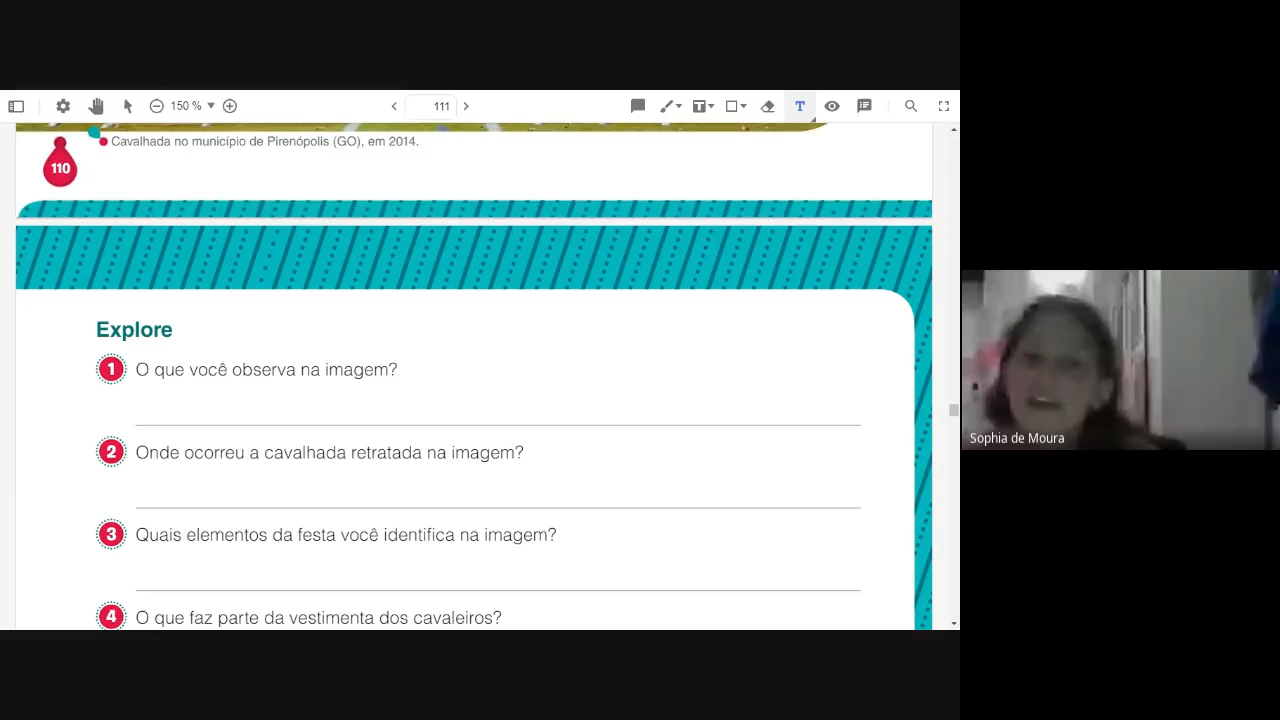 150 %
111
T
T
Cavalhada no município de Pirenópolis (GO), em 2014.
110
Explore
1 O que você observa na imagem?
2 Onde ocorreu a cavalhada retratada na imagem?
3 Quais elementos da festa você identifica na imagem?
4 O que faz parte da vestimenta dos cavaleiros?
Sophia de Moura